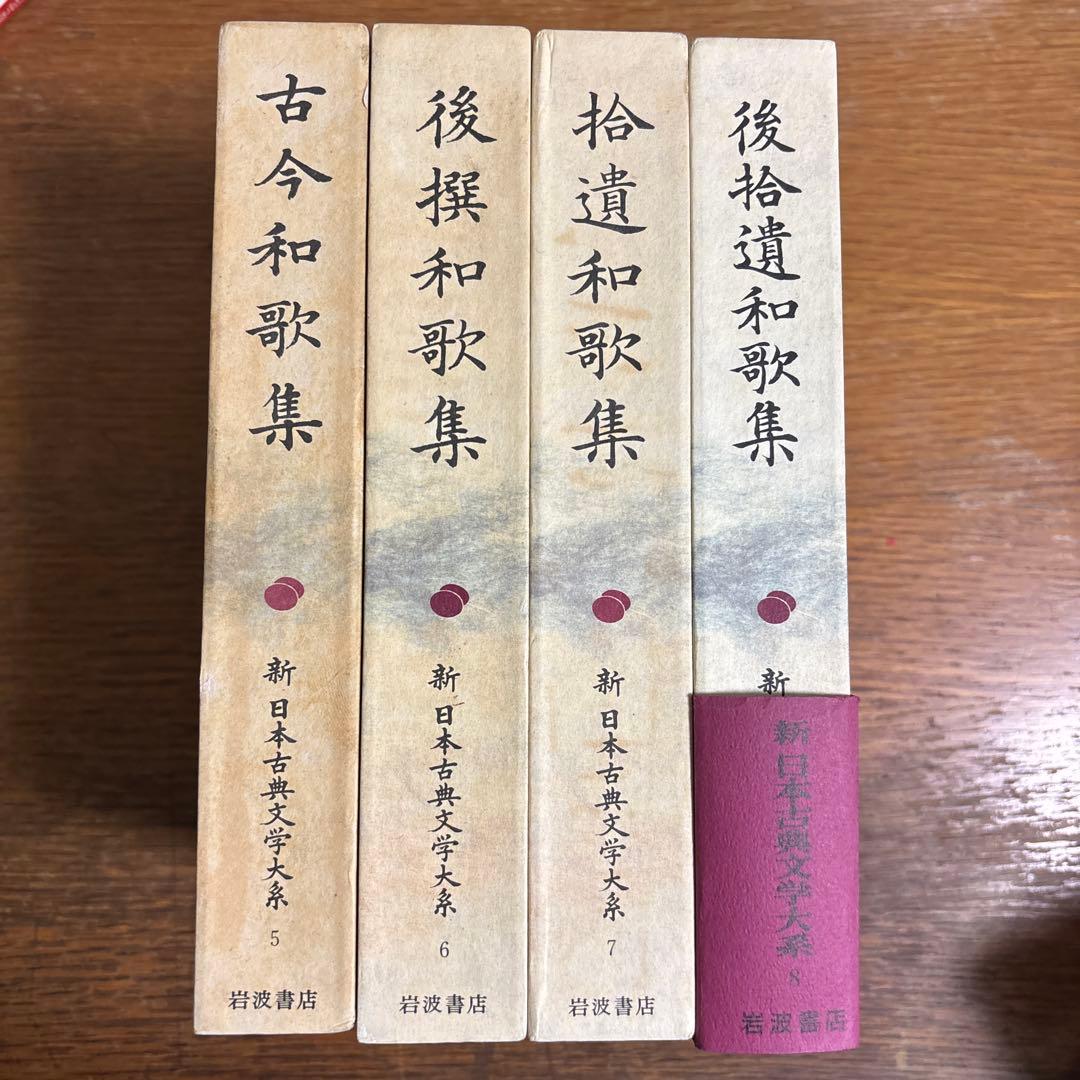 古今和歌集
新 日本古典文学大系 5
岩波書店
後撰和歌集
新 日本古典文学大系 6
岩波書店
拾遺和歌集
新 日本古典文学大系 7
岩波書店
後拾遺和歌集
新
新 日本古典文学大系 8
岩波書店